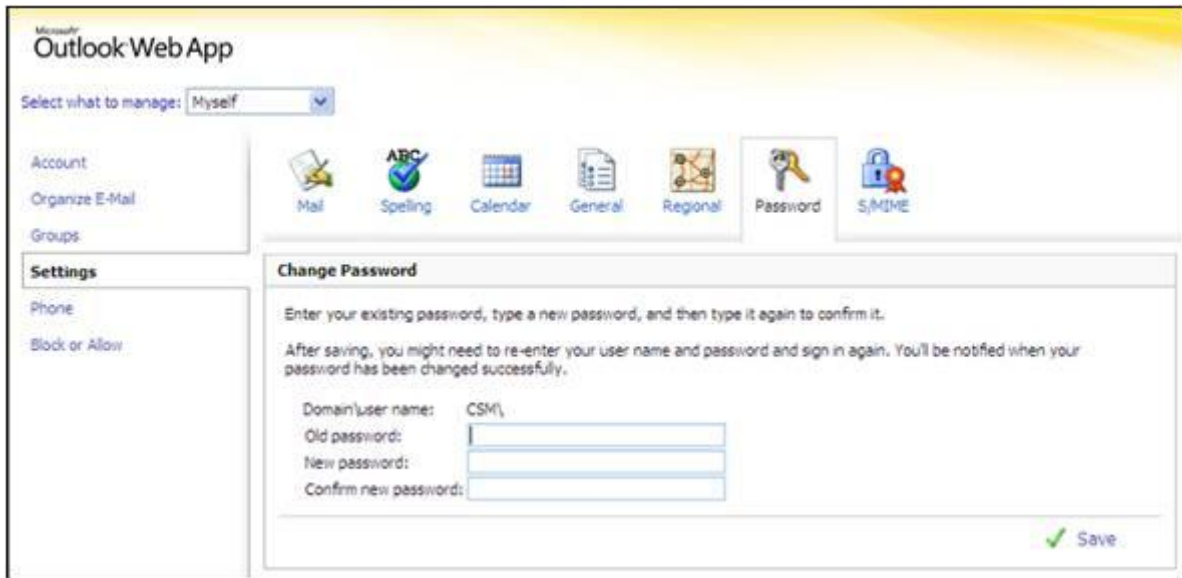 Microsoft
Outlook Web App
Select what to manage: Myself
Account
Organize E-Mail
Groups
Settings
Phone
Block or Allow
ABC
Mail
Spelling
Calendar
General
Regional
Password
S/MIME
Change Password
Enter your existing password, type a new password, and then type it again to confirm it.
After saving, you might need to re-enter your user name and password and sign in again. You'll be notified when your
password has been changed successfully.
Domain\user name: CSM\
Old password:
New password:
Confirm new password:
Save